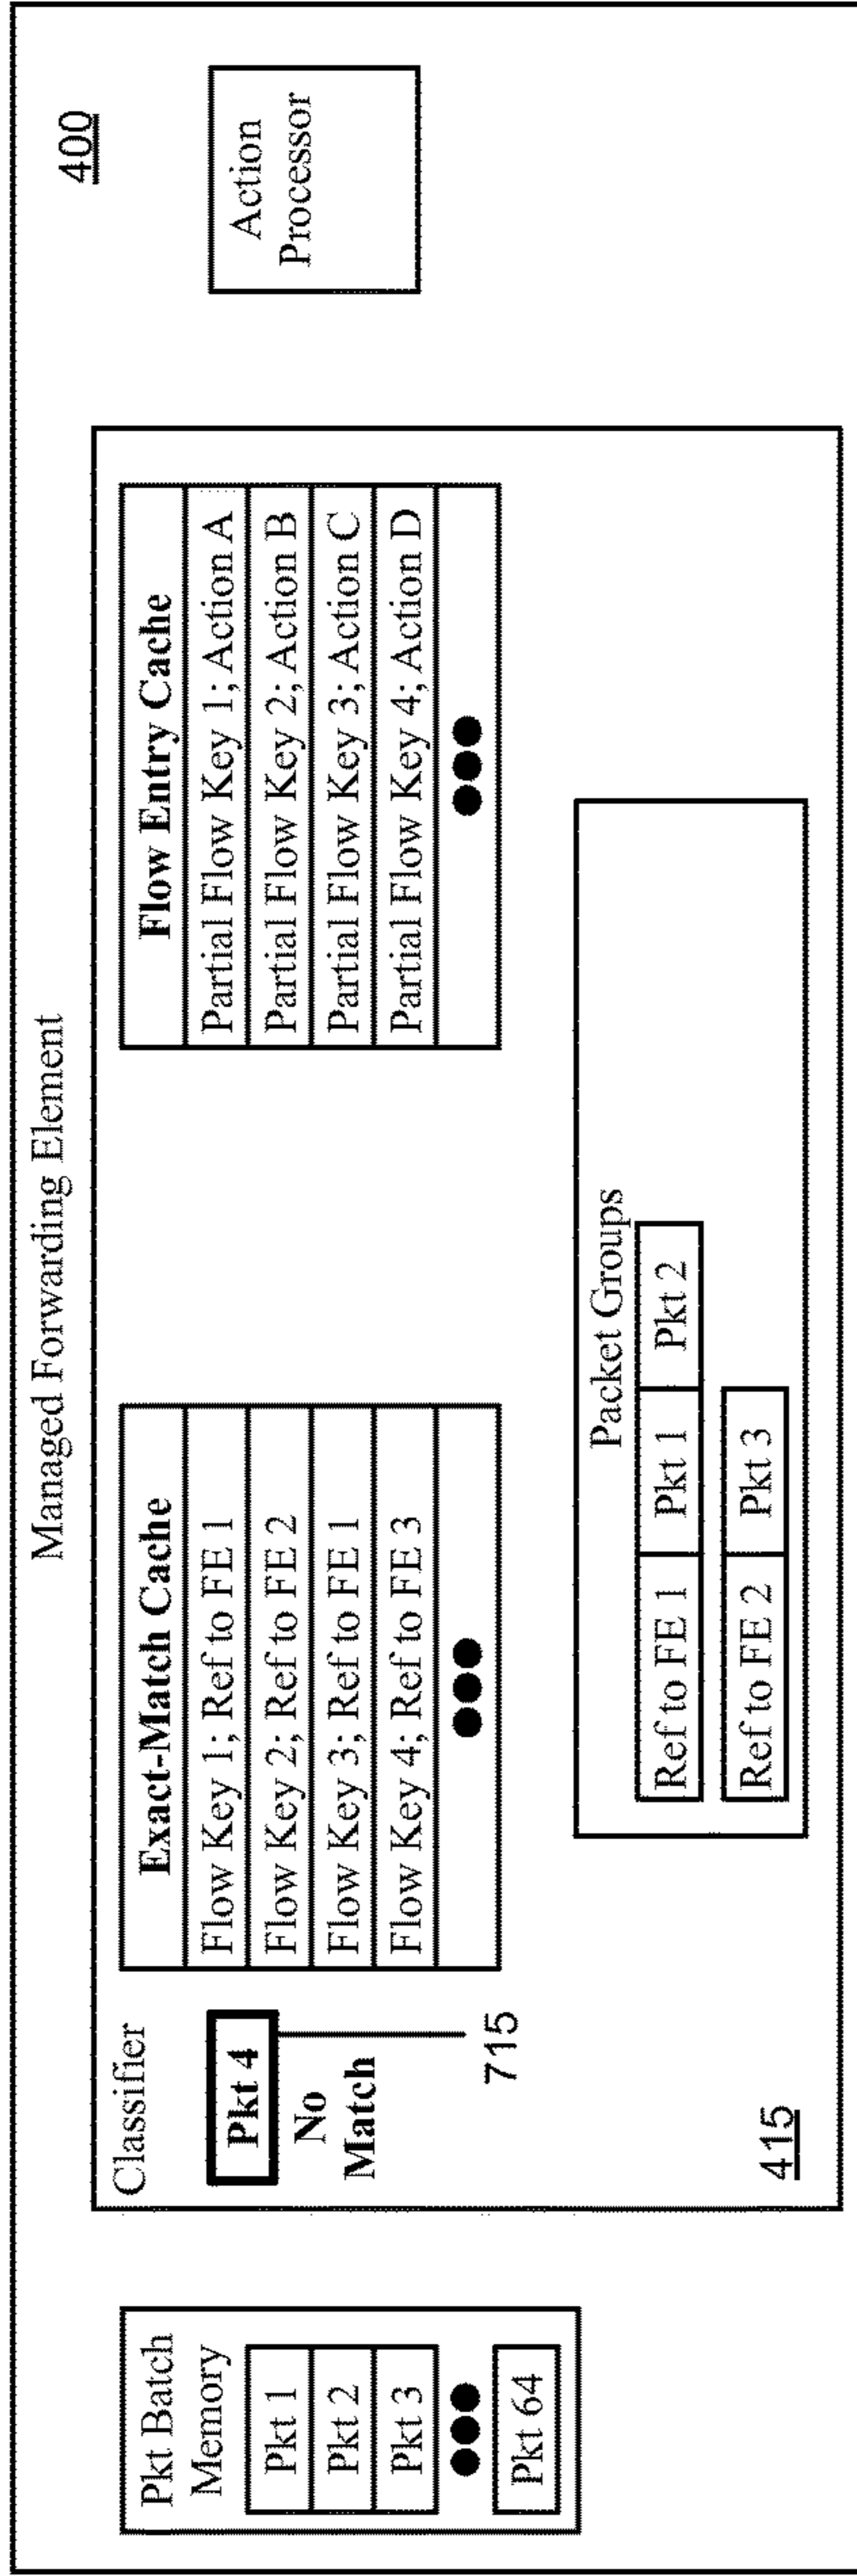 Managed Forwarding Element
400
Pkt Batch
Memory
Pkt 1
Pkt 2
Pkt 3
Pkt 64
Classifier
Pkt 4
No
Match
715
415
Exact-Match Cache
Flow Key 1; Ref to FE 1
Flow Key 2; Ref to FE 2
Flow Key 3; Ref to FE 1
Flow Key 4; Ref to FE 3
Flow Entry Cache
Partial Flow Key 1; Action A
Partial Flow Key 2; Action B
Partial Flow Key 3; Action C
Partial Flow Key 4; Action D
Packet Groups
Ref to FE 1 Pkt 1 Pkt 2
Ref to FE 2 Pkt 3
Action
Processor